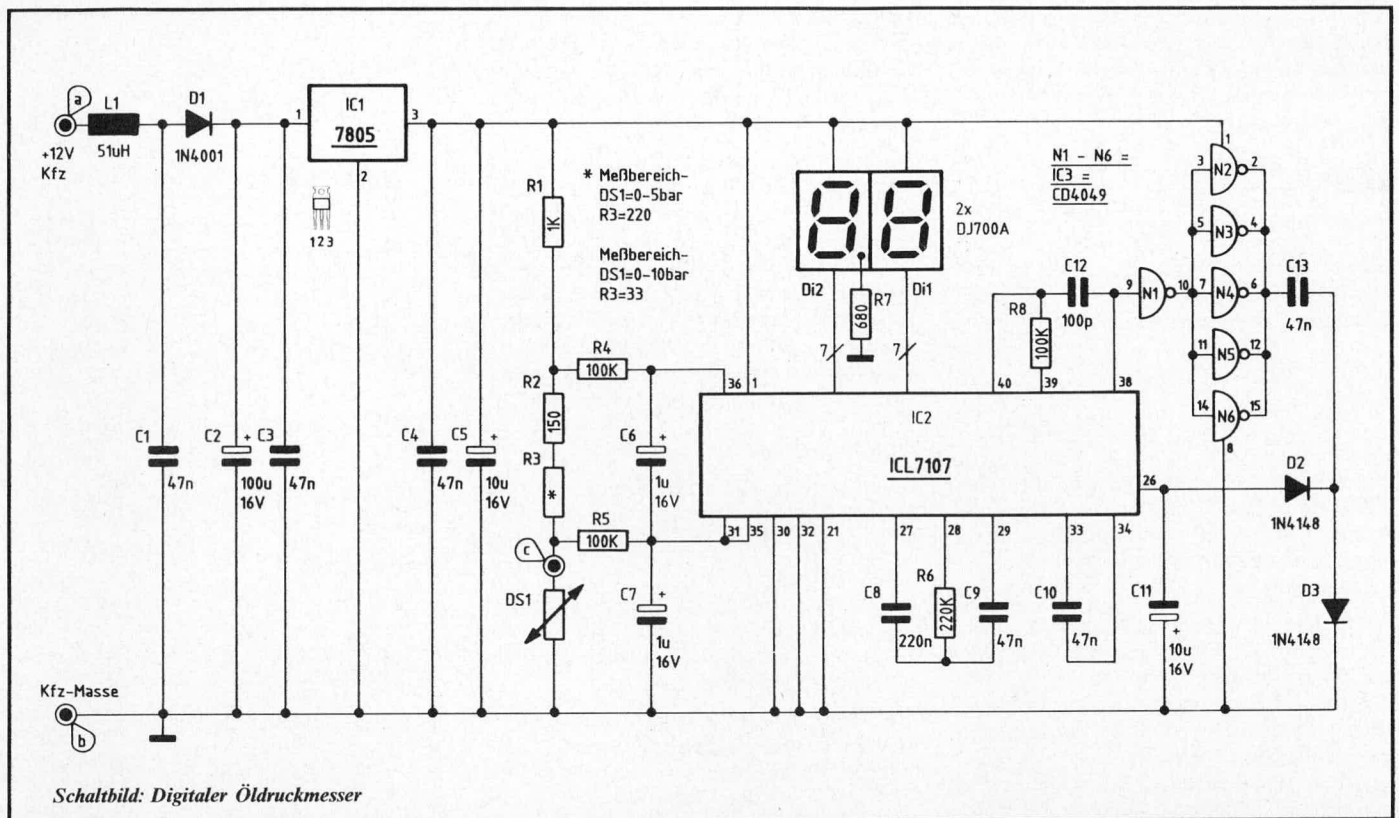 a
L1
51uH
+12V
Kfz
D1
1N4001
1
IC1
7805
3
2
123
C1
47n
C2
+
100u
16V
C3
47n
C4
47n
C5
+
10u
16V
R1
1K
* Meßbereich-
DS1=0-5bar
R3=220
Meßbereich-
DS1=0-10bar
R3=33
R2
150
R3
*
R4
100K
R5
100K
c
DS1
C6
+
1u
16V
C7
+
1u
16V
2x
DJ700A
Di2
R7
680
Di1
7
7
36
1
40
39
38
R8
100K
C12
100p
IC2
ICL7107
26
31
35
30
32
21
27
28
29
33
34
C8
220n
R6
220K
C9
47n
C10
47n
C11
+
10u
16V
N1 - N6 =
IC3 =
CD4049
9
N1
10
1
3
N2
2
5
N3
4
7
N4
6
11
N5
12
14
N6
15
8
C13
47n
D2
1N4148
D3
1N4148
Kfz-Masse
b
Schaltbild: Digitaler Öldruckmesser